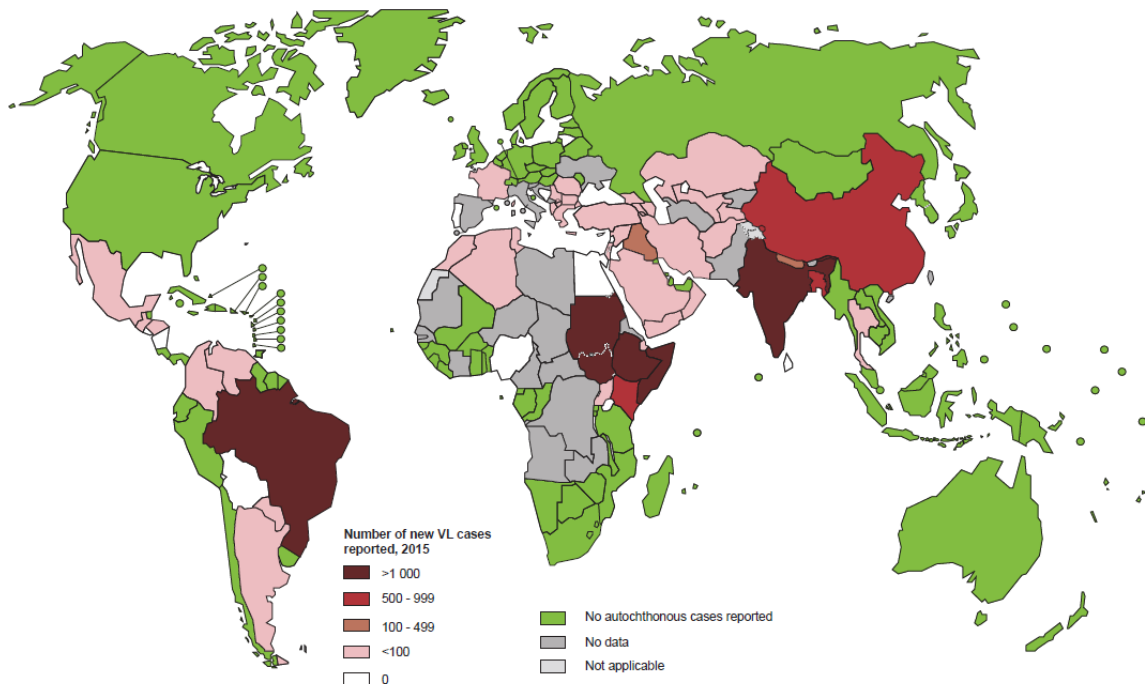 Number of new VL cases
reported, 2015
>1 000
500 - 999
100 - 499
<100
0
No autochthonous cases reported
No data
Not applicable